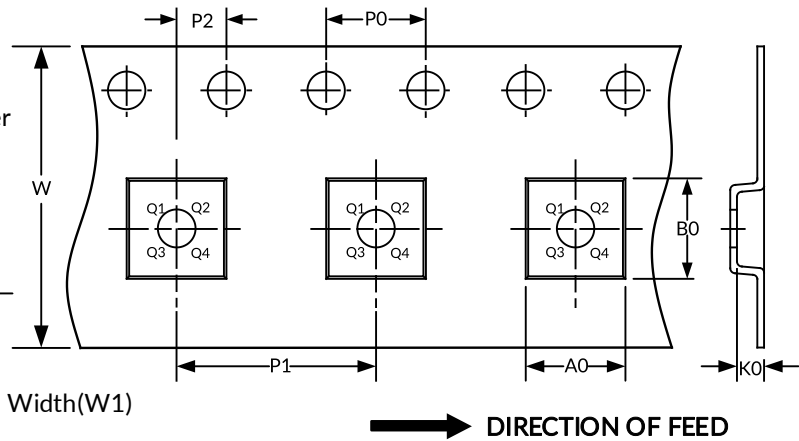 P2 P0
er
W
Q1 Q2 Q1 Q2 Q1 Q2
B0
Q3 Q4 Q3 Q4 Q3 Q4
P1 A0 K0
Width(W1)
DIRECTION OF FEED